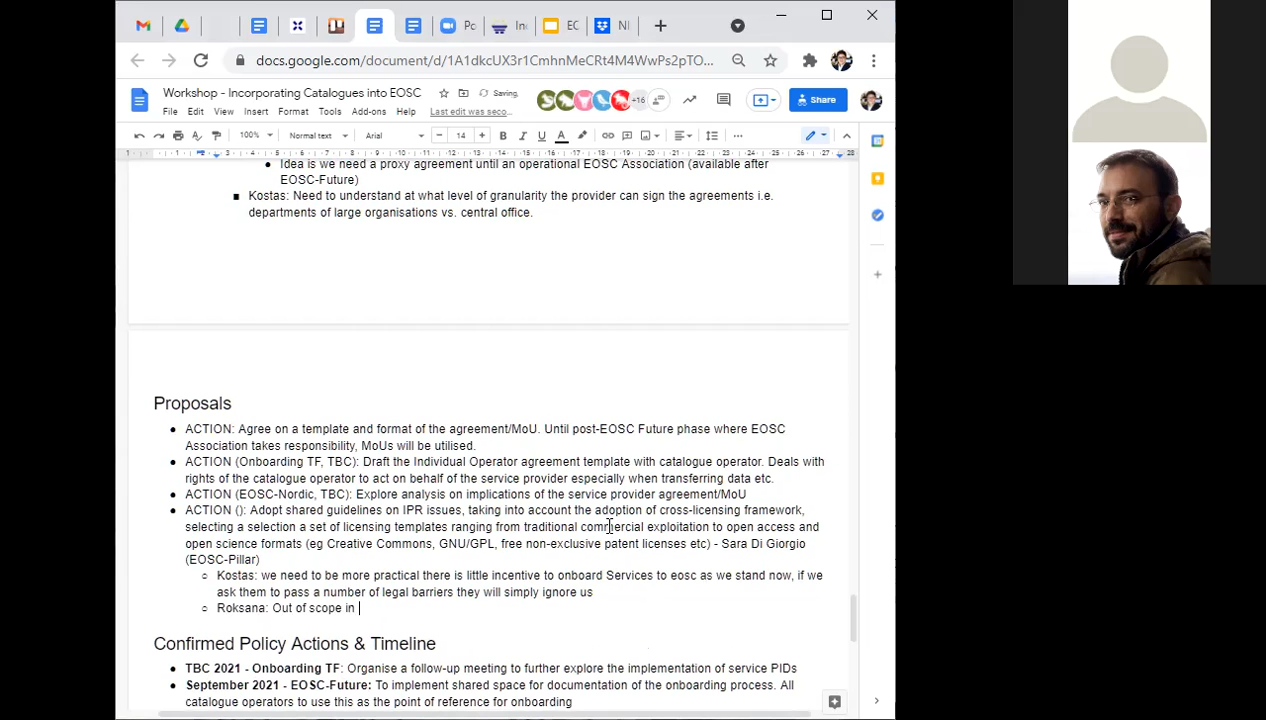 Po
Inc
EC
NI
docs.google.com/document/d/1A1dkcUX3r1CmhnMeCRt4M4WwPs2pTO...
Workshop - Incorporating Catalogues into EOSC
Saving...
+16
Share
File Edit View Insert Format Tools Add-ons Help Last edit was seco...
100% Normal text Arial 14 B I U A
Idea is we need a proxy agreement until an operational EOSC Association (available after
EOSC-Future)
Kostas: Need to understand at what level of granularity the provider can sign the agreements i.e.
departments of large organisations vs. central office.
Proposals
ACTION: Agree on a template and format of the agreement/MoU. Until post-EOSC Future phase where EOSC
Association takes responsibility, MoUs will be utilised.
ACTION (Onboarding TF, TBC): Draft the Individual Operator agreement template with catalogue operator. Deals with
rights of the catalogue operator to act on behalf of the service provider especially when transferring data etc.
ACTION (EOSC-Nordic, TBC): Explore analysis on implications of the service provider agreement/MoU
ACTION (): Adopt shared guidelines on IPR issues, taking into account the adoption of cross-licensing framework,
selecting a selection a set of licensing templates ranging from traditional commercial exploitation to open access and
open science formats (eg Creative Commons, GNU/GPL, free non-exclusive patent licenses etc) - Sara Di Giorgio
(EOSC-Pillar)
Kostas: we need to be more practical there is little incentive to onboard Services to eosc as we stand now, if we
ask them to pass a number of legal barriers they will simply ignore us
Roksana: Out of scope in
Confirmed Policy Actions & Timeline
TBC 2021 - Onboarding TF: Organise a follow-up meeting to further explore the implementation of service PIDs
September 2021 - EOSC-Future: To implement shared space for documentation of the onboarding process. All
catalogue operators to use this as the point of reference for onboarding